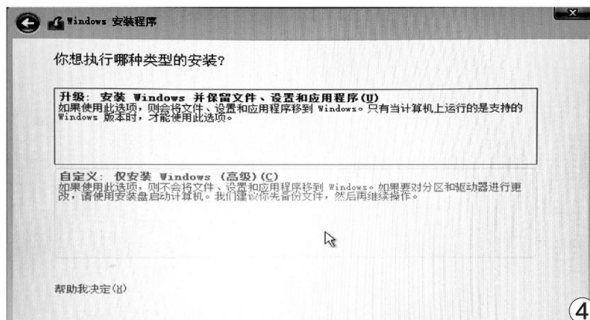 Windows 安装程序
你想执行哪种类型的安装?
升级: 安装 Windows 并保留文件、设置和应用程序(U)
如果使用此选项，则会将文件、设置和应用程序移到 Windows。只有当计算机上运行的是支持的
Windows 版本时，才能使用此选项。
自定义: 仅安装 Windows (高级)(C)
如果使用此选项，则不会将文件、设置和应用程序移到 Windows。如果要对分区和驱动器进行更
改，请使用安装盘启动计算机。我们建议你先备份文件，然后再继续操作。
帮助我决定(H)
④